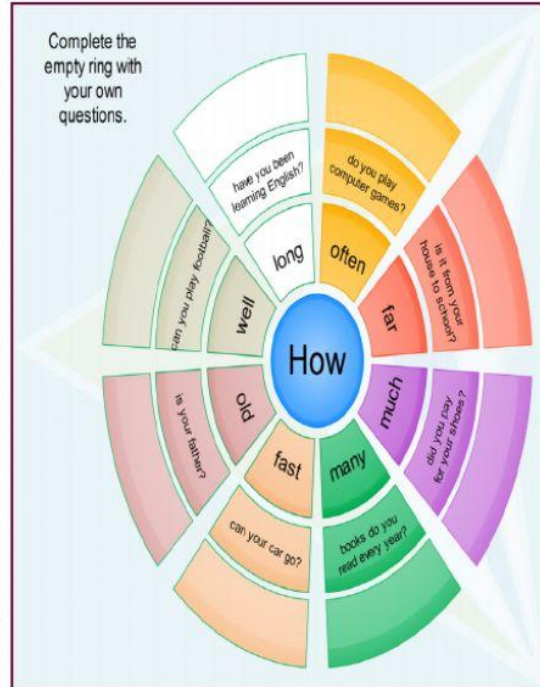 Complete the
empty ring with
your own
questions.
How
long
have you been
learning English?
often
do you play
computer games?
far
is it from your
house to school?
much
did you pay
for your shoes?
many
books do you
read every year?
fast
can your car go?
old
is your father?
well
can you play football?